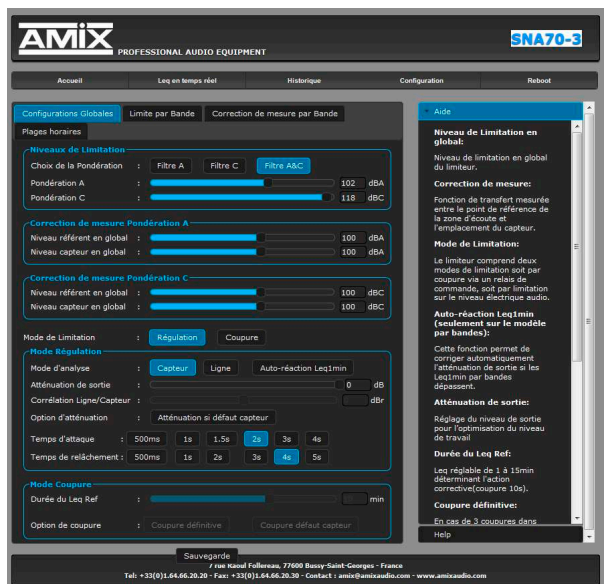 AMIX PROFESSIONAL AUDIO EQUIPMENT
SNA70-3
Accueil Leq en temps réel Historique Configuration Reboot
Configurations Globales Limite par Bande Correction de mesure par Bande
Plages horaires
Niveaux de Limitation
Choix de la Pondération : Filtre A Filtre C Filtre A&C
Pondération A : 102 dBA
Pondération C : 118 dBC
Correction de mesure Pondération A
Niveau référent en global : 100 dBA
Niveau capteur en global : 100 dBA
Correction de mesure Pondération C
Niveau référent en global : 100 dBC
Niveau capteur en global : 100 dBC
Mode de Limitation : Régulation Coupure
Mode Régulation
Mode d'analyse : Capteur Ligne Auto-réaction Leq1min
Atténuation de sortie : 0 dB
Corrélation Ligne/Capteur : dBr
Option d'atténuation : Atténuation si défaut capteur
Temps d'attaque : 500ms 1s 1.5s 2s 3s 4s
Temps de relâchement : 500ms 1s 2s 3s 4s 5s
Mode Coupure
Durée du Leq Ref : min
Option de coupure : Coupure définitive Coupure défaut capteur
Sauvegarde
Aide
Niveau de Limitation en
global:
Niveau de limitation en global
du limiteur.
Correction de mesure:
Fonction de transfert mesurée
entre le point de référence de
la zone d'écoute et
l'emplacement du capteur.
Mode de Limitation:
Le limiteur comprend deux
modes de limitation soit par
coupure via un relais de
commande, soit par limitation
sur le niveau électrique audio.
Auto-réaction Leq1min
(seulement sur le modèle
par bandes):
Cette fonction permet de
corriger automatiquement
l'atténuation de sortie si les
Leq1min par bandes
dépassent.
Atténuation de sortie:
Réglage du niveau de sortie
pour l'optimisation du niveau
de travail
Durée du Leq Ref:
Leq réglable de 1 à 15min
déterminant l'action
corrective(coupure 10s).
Coupure définitive:
En cas de 3 coupures dans
Help
7 rue Raoul Follereau, 77600 Bussy-Saint-Georges - France
Tel: +33(0)1.64.66.20.20 - Fax: +33(0)1.64.66.20.30 - Contact : amix@amixaudio.com - www.amixaudio.com